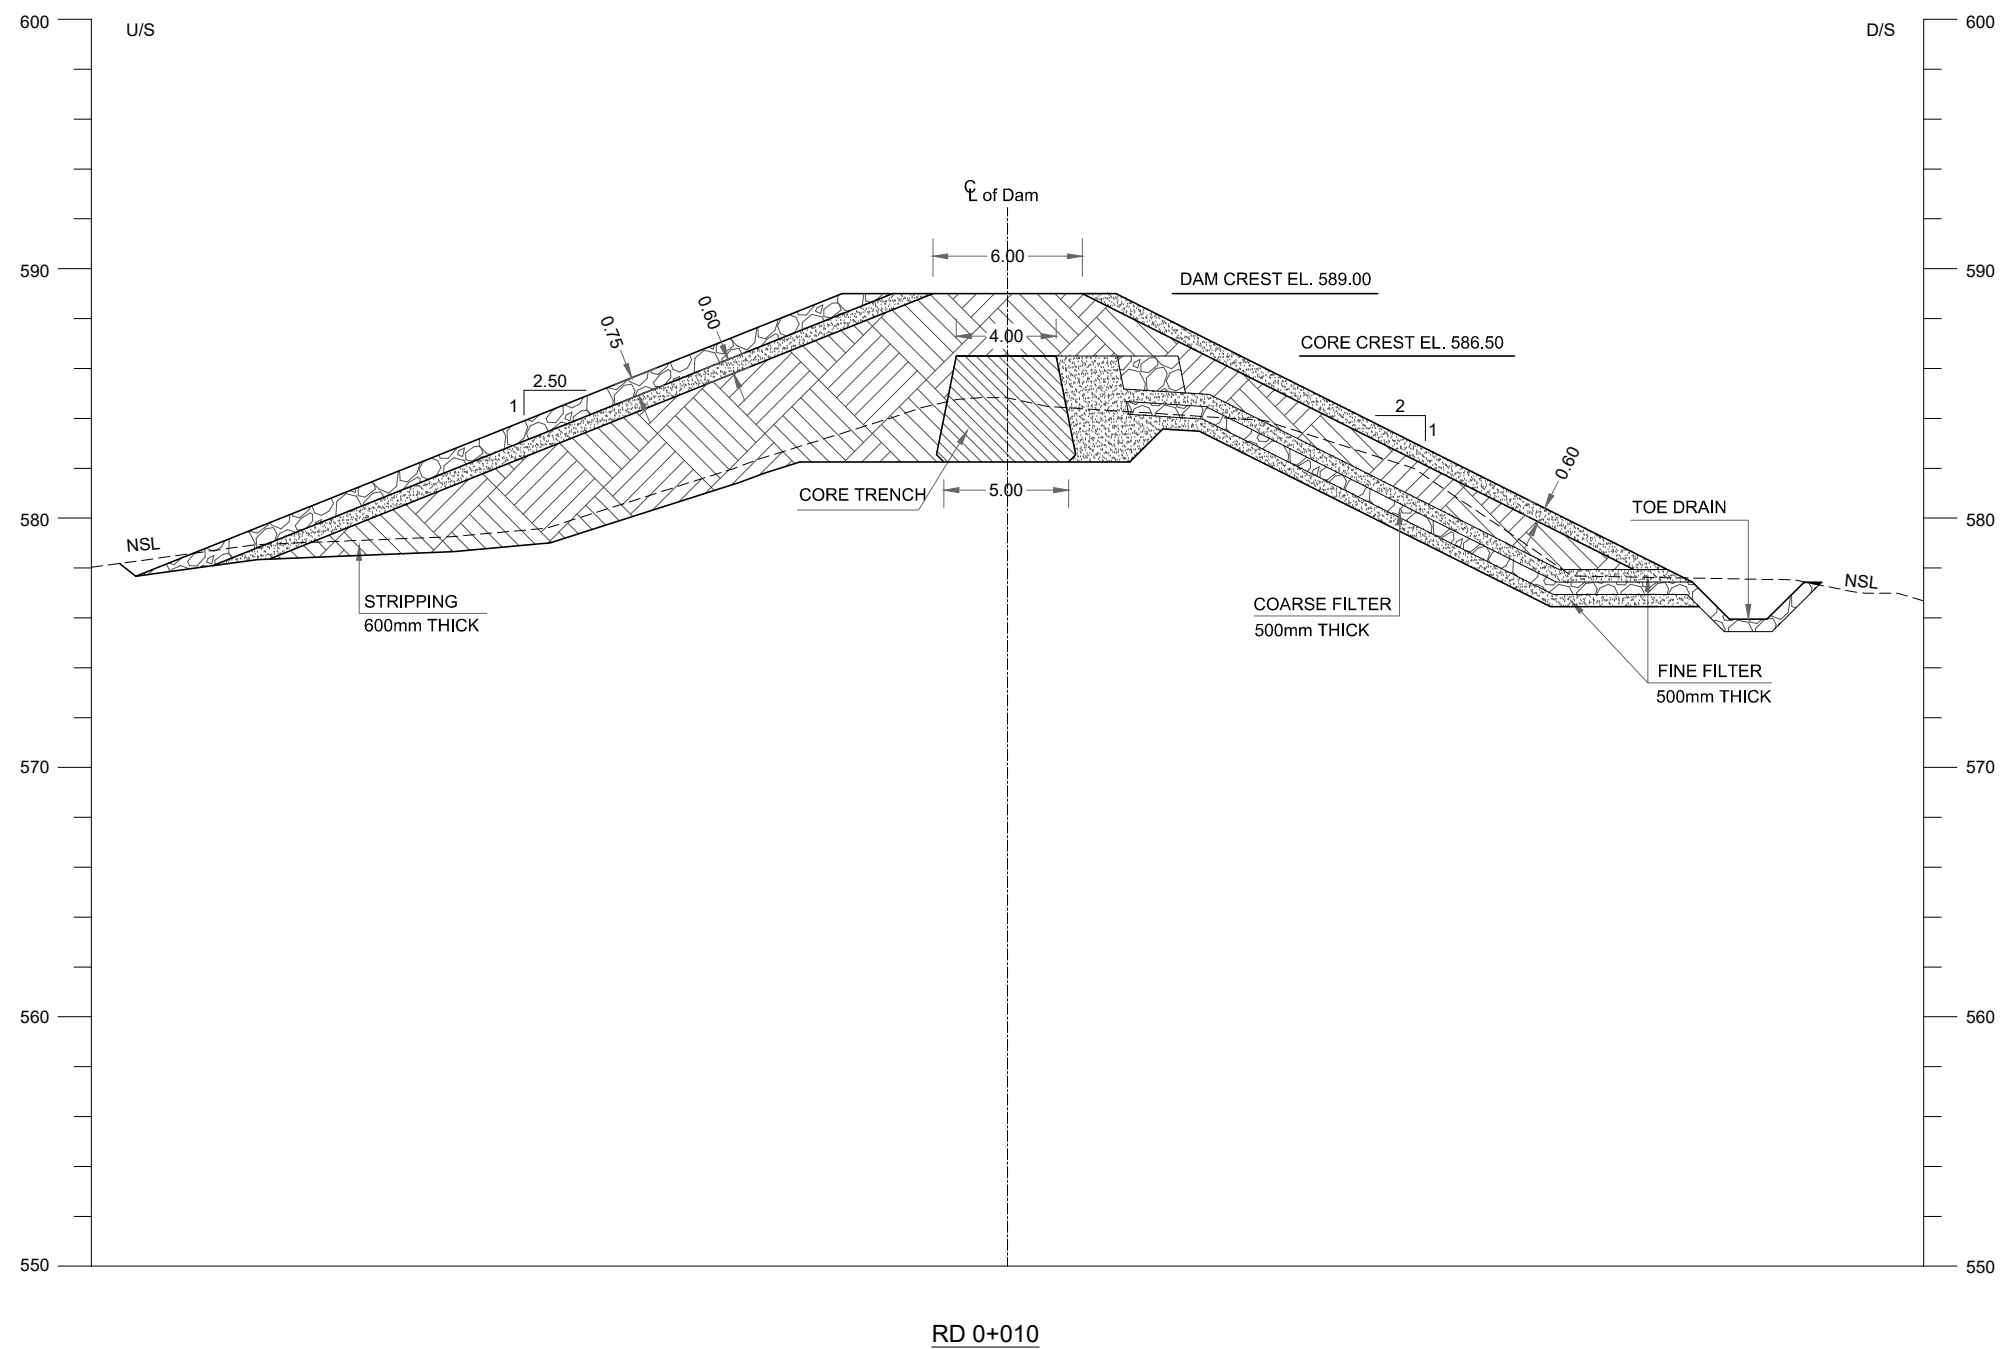 600
U/S
D/S
600
℄ of Dam
6.00
590
DAM CREST EL. 589.00
590
0.60
0.75
4.00
CORE CREST EL. 586.50
2.50
1
2
1
0.60
CORE TRENCH
5.00
TOE DRAIN
580
580
NSL
NSL
STRIPPING
600mm THICK
COARSE FILTER
500mm THICK
FINE FILTER
500mm THICK
570
570
560
560
550
550
RD 0+010